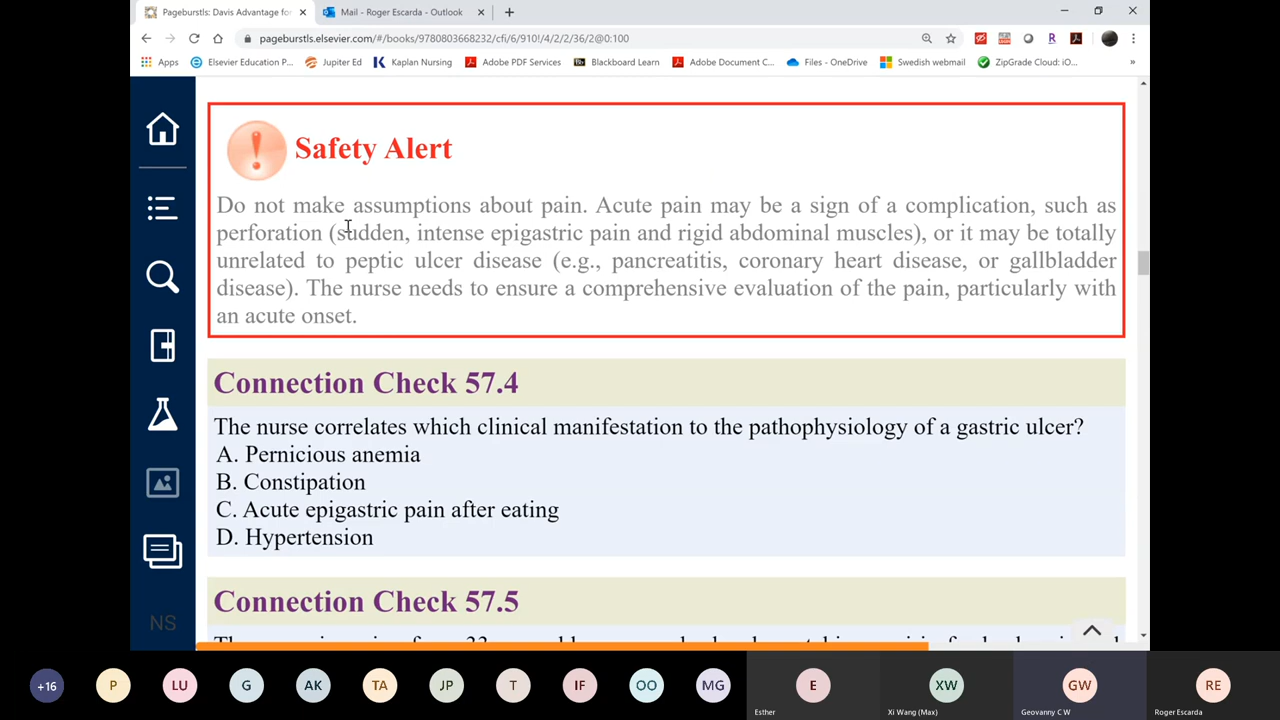 Pageburstls: Davis Advantage for
Mail - Roger Escarda - Outlook
pageburstls.elsevier.com/#/books/9780803668232/cfi/6/910!/4/2/2/36/2@0:100
Apps
Elsevier Education P...
Jupiter Ed
Kaplan Nursing
Adobe PDF Services
Blackboard Learn
Adobe Document C...
Files - OneDrive
Swedish webmail
ZipGrade Cloud: iO...
Safety Alert
Do not make assumptions about pain. Acute pain may be a sign of a complication, such as
perforation (sudden, intense epigastric pain and rigid abdominal muscles), or it may be totally
unrelated to peptic ulcer disease (e.g., pancreatitis, coronary heart disease, or gallbladder
disease). The nurse needs to ensure a comprehensive evaluation of the pain, particularly with
an acute onset.
Connection Check 57.4
The nurse correlates which clinical manifestation to the pathophysiology of a gastric ulcer?
A. Pernicious anemia
B. Constipation
C. Acute epigastric pain after eating
D. Hypertension
Connection Check 57.5
NS
+16
P
LU
G
AK
TA
JP
T
IF
OO
MG
E
XW
GW
RE
Esther
Xi Wang (Max)
Geovanny C W
Roger Escarda